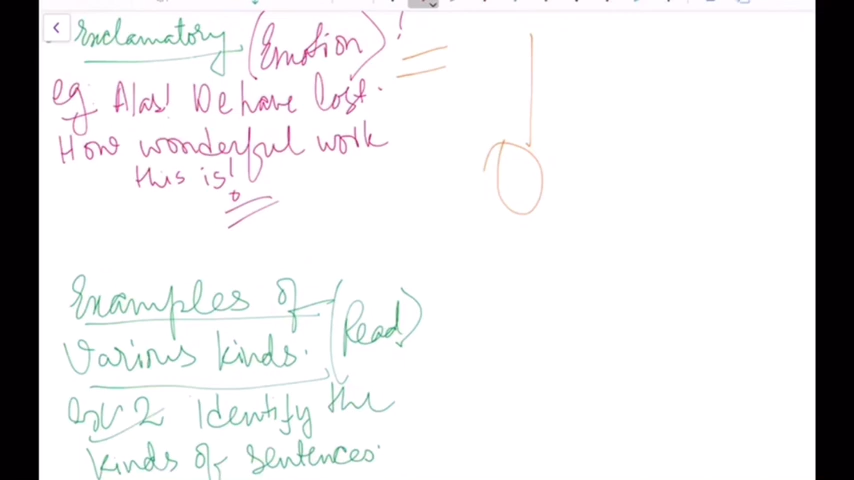 Exclamatory (Emotion) !
eg Alas! We have lost.
How wonderful work
this is!
Examples of
Various kinds. (Read)
2 Identify the
kinds of sentences.